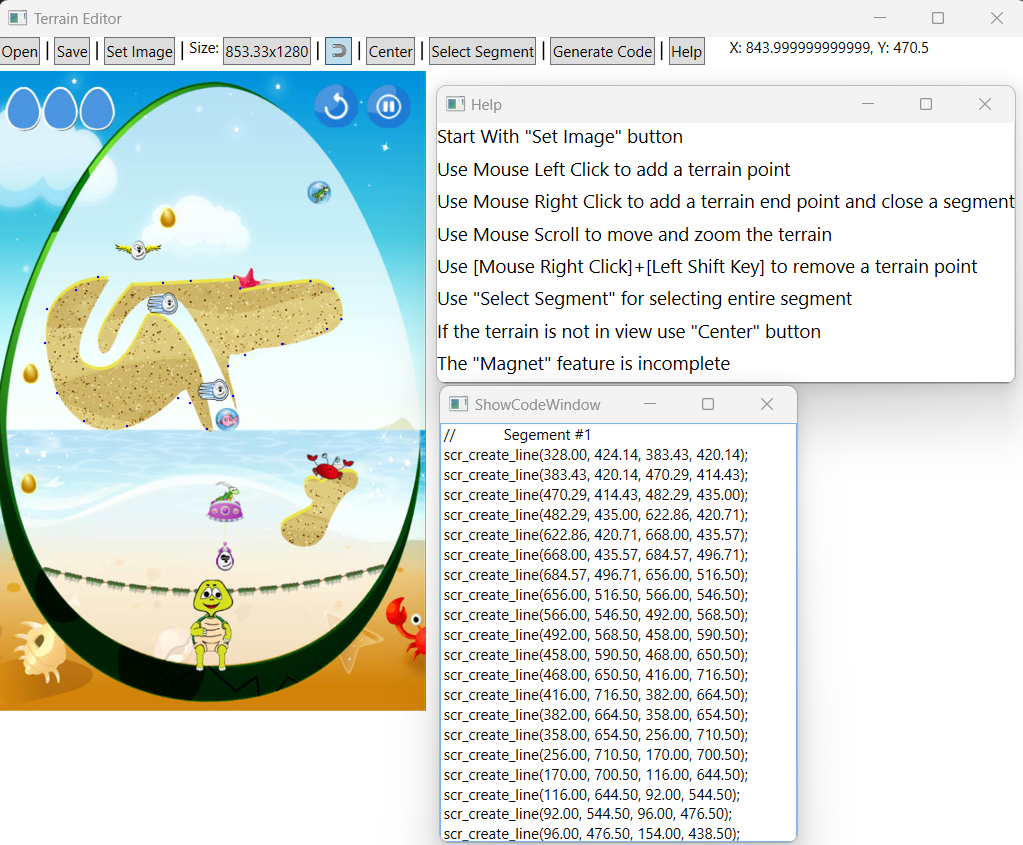 Terrain Editor
Open | Save | Set Image | Size: 853.33x1280 | | Center | Select Segment | Generate Code | Help X: 843.999999999999, Y: 470.5
Help
Start With "Set Image" button
Use Mouse Left Click to add a terrain point
Use Mouse Right Click to add a terrain end point and close a segment
Use Mouse Scroll to move and zoom the terrain
Use [Mouse Right Click]+[Left Shift Key] to remove a terrain point
Use "Select Segment" for selecting entire segment
If the terrain is not in view use "Center" button
The "Magnet" feature is incomplete
ShowCodeWindow
// Segement #1
scr_create_line(328.00, 424.14, 383.43, 420.14);
scr_create_line(383.43, 420.14, 470.29, 414.43);
scr_create_line(470.29, 414.43, 482.29, 435.00);
scr_create_line(482.29, 435.00, 622.86, 420.71);
scr_create_line(622.86, 420.71, 668.00, 435.57);
scr_create_line(668.00, 435.57, 684.57, 496.71);
scr_create_line(684.57, 496.71, 656.00, 516.50);
scr_create_line(656.00, 516.50, 566.00, 546.50);
scr_create_line(566.00, 546.50, 492.00, 568.50);
scr_create_line(492.00, 568.50, 458.00, 590.50);
scr_create_line(458.00, 590.50, 468.00, 650.50);
scr_create_line(468.00, 650.50, 416.00, 716.50);
scr_create_line(416.00, 716.50, 382.00, 664.50);
scr_create_line(382.00, 664.50, 358.00, 654.50);
scr_create_line(358.00, 654.50, 256.00, 710.50);
scr_create_line(256.00, 710.50, 170.00, 700.50);
scr_create_line(170.00, 700.50, 116.00, 644.50);
scr_create_line(116.00, 644.50, 92.00, 544.50);
scr_create_line(92.00, 544.50, 96.00, 476.50);
scr_create_line(96.00, 476.50, 154.00, 438.50);